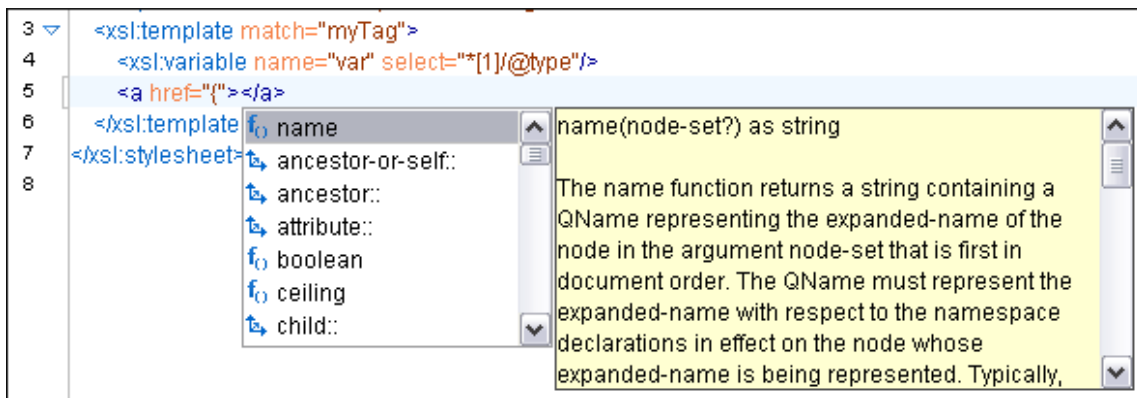 3 <xsl:template match="myTag">
4 <xsl:variable name="var" select="*[1]/@type"/>
5 <a href="{"></a>
6 </xsl:template
7 </xsl:stylesheet>
8
f() name
ancestor-or-self::
ancestor::
attribute::
f() boolean
f() ceiling
child::
name(node-set?) as string
The name function returns a string containing a
QName representing the expanded-name of the
node in the argument node-set that is first in
document order. The QName must represent the
expanded-name with respect to the namespace
declarations in effect on the node whose
expanded-name is being represented. Typically,